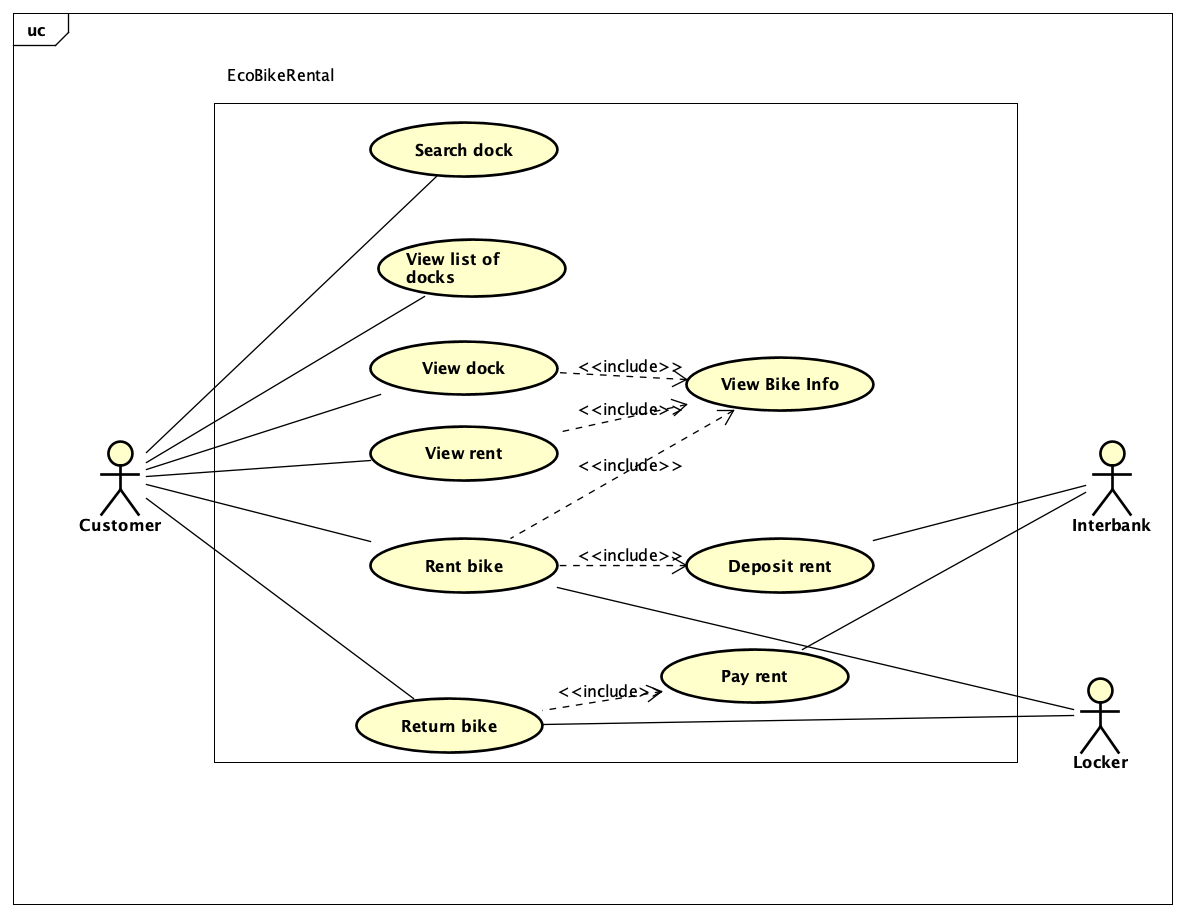 uc
EcoBikeRental
Search dock
View list of
docks
View dock
<<include>>
View Bike Info
<<include>>
View rent
<<include>>
Customer
Interbank
Rent bike
<<include>>
Deposit rent
Pay rent
<<include>>
Return bike
Locker